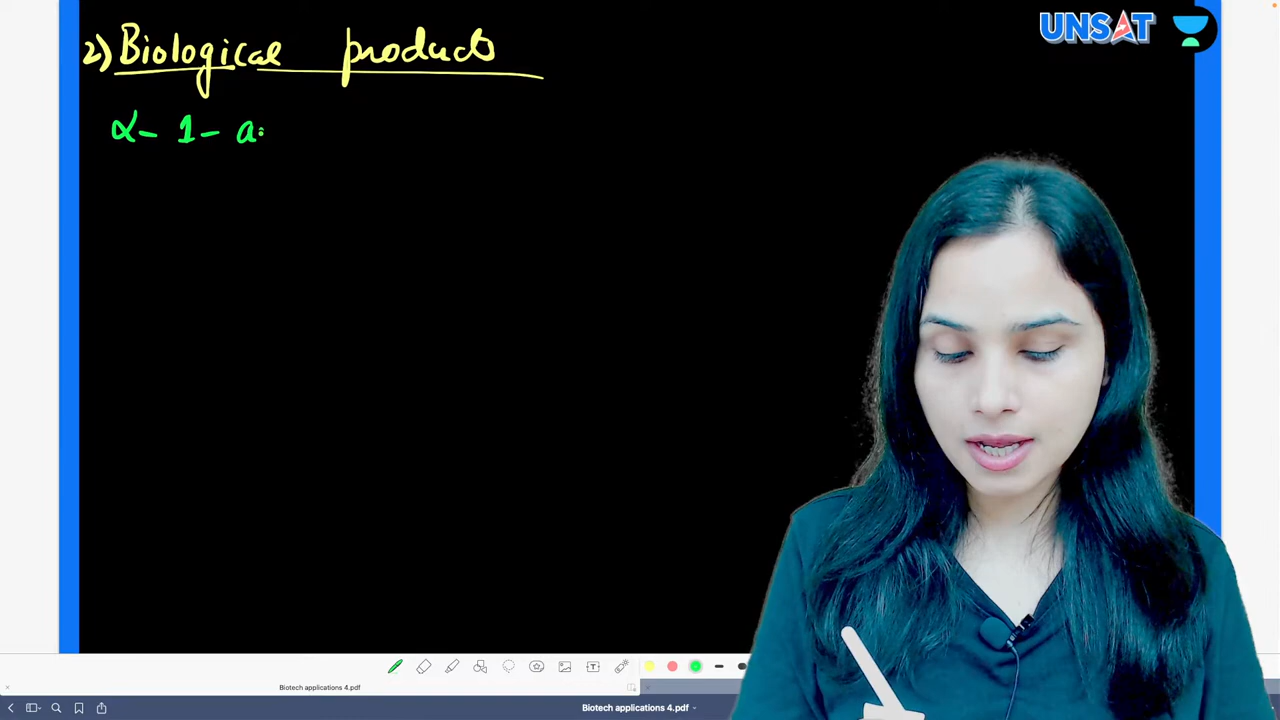 UNSAT
2) Biological products
α- 1- a
Biotech applications 4.pdf
Biotech applications 4.pdf